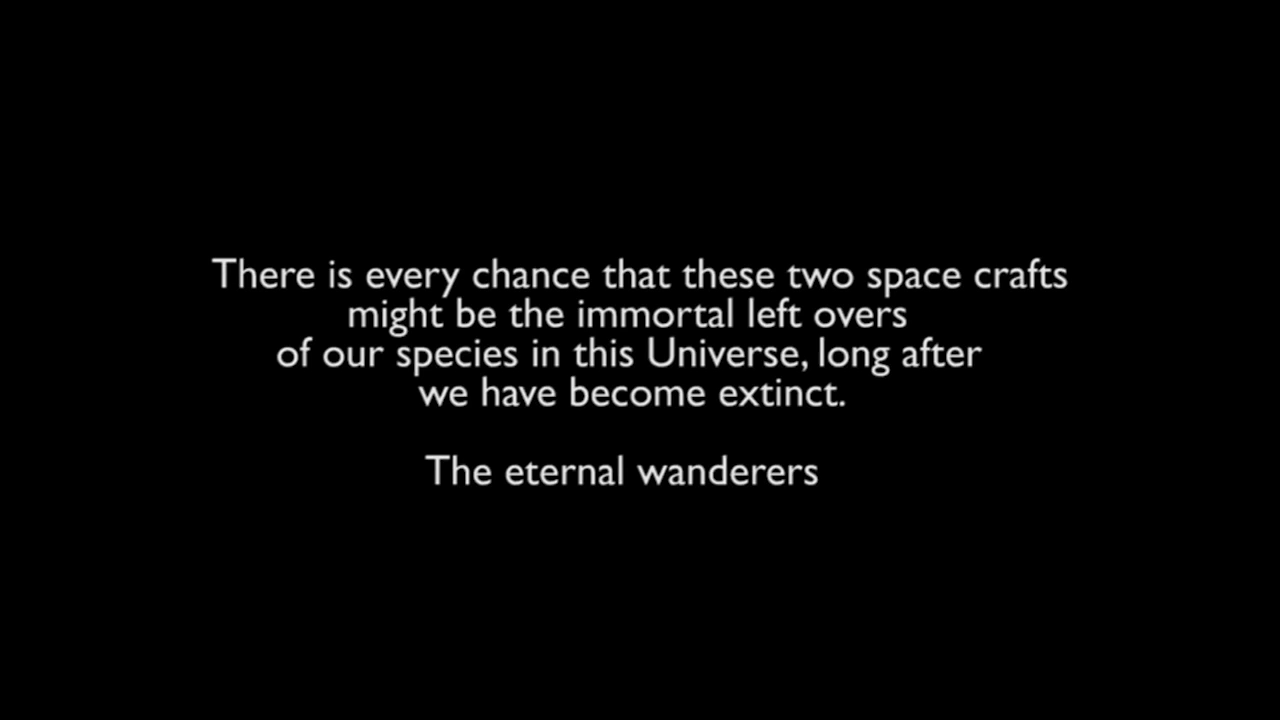 There is every chance that these two space crafts
might be the immortal left overs
of our species in this Universe, long after
we have become extinct.
The eternal wanderers